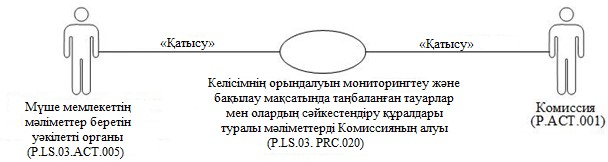 «Қатысу»
«Қатысу»
Мүше мемлекеттің
мәліметтер беретін
уәкілетті органы
(P.LS.03.ACT.005)
Келісімнің орындалуын мониторингтеу және
бақылау мақсатында таңбаланған тауарлар
мен олардың сәйкестендіру құралдары
туралы мәліметтерді Комиссияның алуы
(P.LS.03. PRC.020)
Комиссия
(P.ACT.001)